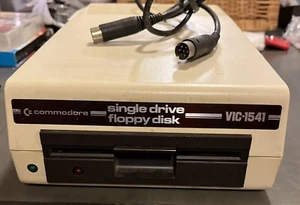 commodore
single drive
floppy disk
VIC-1541